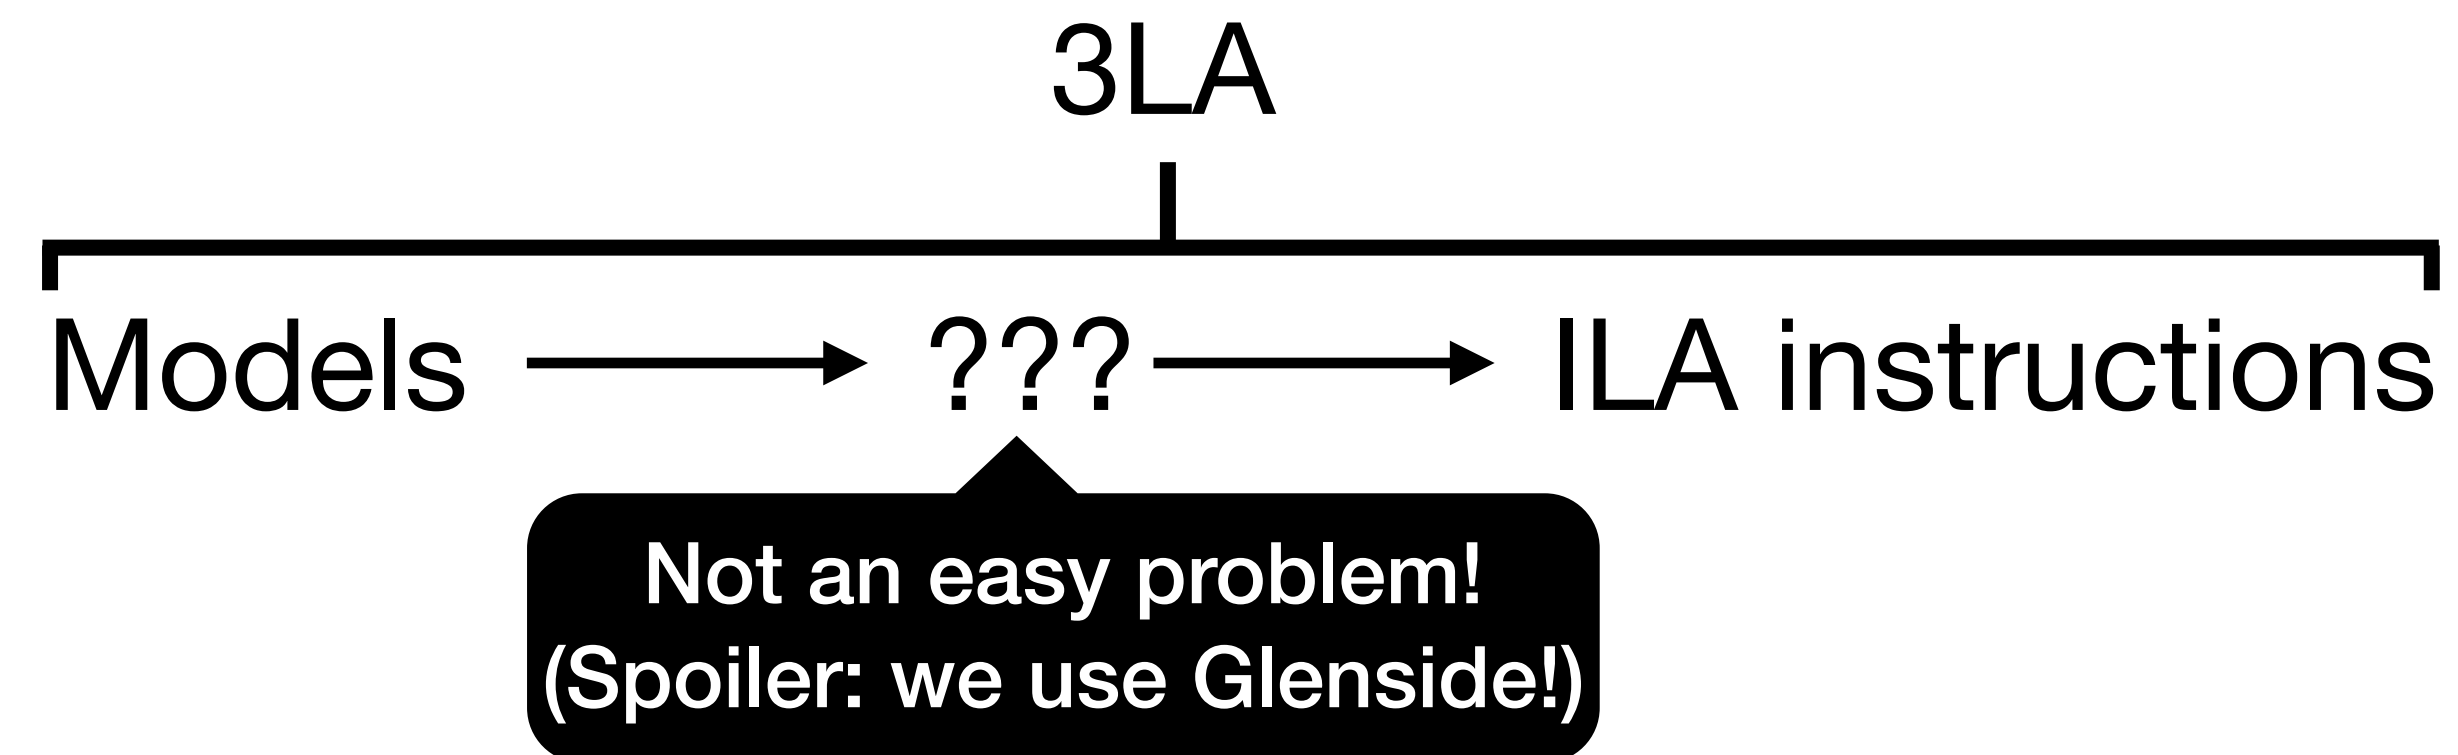 3LA
Models ??? ILA instructions
Not an easy problem!
(Spoiler: we use Glenside!)